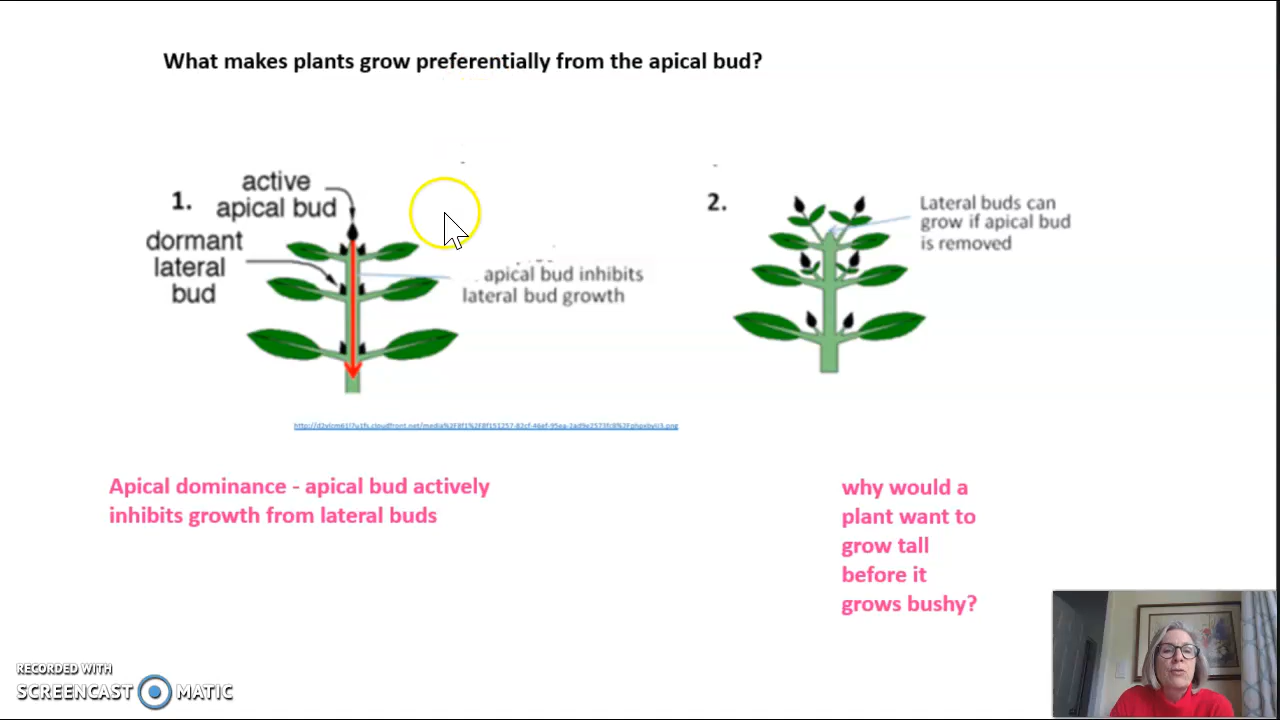 What makes plants grow preferentially from the apical bud?
1.
active
apical bud
dormant
lateral
bud
apical bud inhibits
lateral bud growth
2.
Lateral buds can
grow if apical bud
is removed
Apical dominance - apical bud actively
inhibits growth from lateral buds
why would a
plant want to
grow tall
before it
grows bushy?
RECORDED WITH
SCREENCAST MATIC